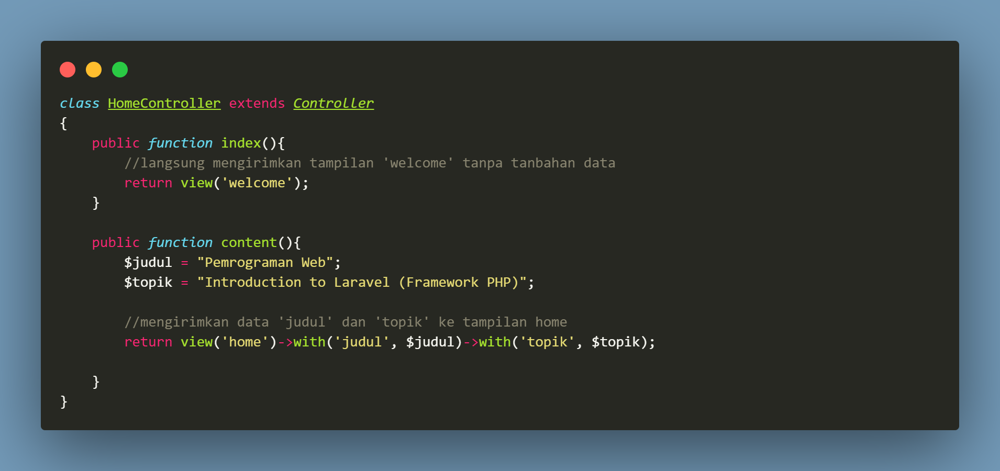 class HomeController extends Controller
{
    public function index(){
        //langsung mengirimkan tampilan 'welcome' tanpa tanbahan data
        return view('welcome');
    }

    public function content(){
        $judul = "Pemrograman Web";
        $topik = "Introduction to Laravel (Framework PHP)";

        //mengirimkan data 'judul' dan 'topik' ke tampilan home
        return view('home')->with('judul', $judul)->with('topik', $topik);

    }
}